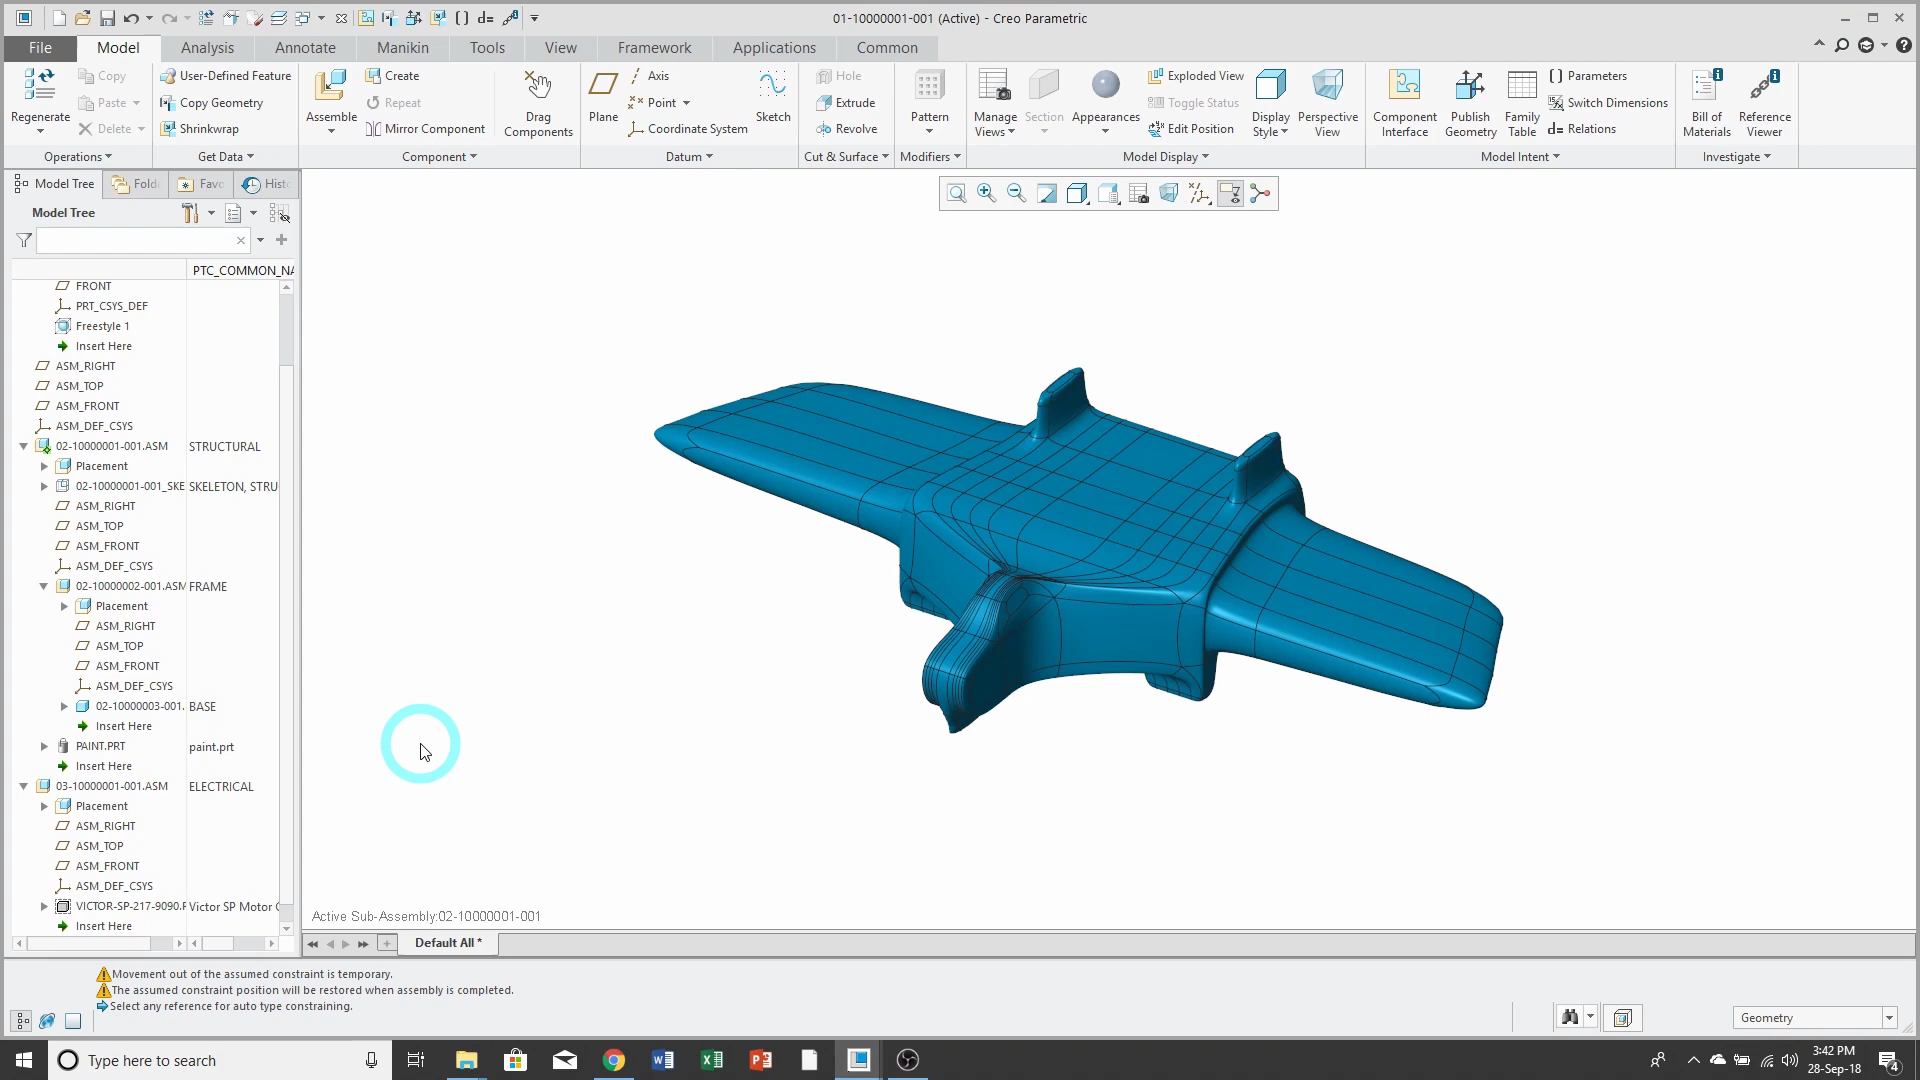 01-10000001-001 (Active) - Creo Parametric
File Model Analysis Annotate Manikin Tools View Framework Applications Common
Regenerate
Copy
Paste
Delete
Operations
User-Defined Feature
Copy Geometry
Shrinkwrap
Get Data
Assemble
Create
Repeat
Mirror Component
Drag
Components
Component
Plane
Axis
Point
Coordinate System
Sketch
Datum
Hole
Extrude
Revolve
Cut & Surface
Pattern
Modifiers
Manage
Views
Section
Appearances
Exploded View
Toggle Status
Edit Position
Display
Style
Perspective
View
Model Display
Component
Interface
Publish
Geometry
Family
Table
Parameters
Switch Dimensions
d= Relations
Model Intent
Bill of
Materials
Reference
Viewer
Investigate
Model Tree Fold Favo Histo
Model Tree
PTC_COMMON_NA
FRONT
PRT_CSYS_DEF
Freestyle 1
Insert Here
ASM_RIGHT
ASM_TOP
ASM_FRONT
ASM_DEF_CSYS
02-10000001-001.ASM STRUCTURAL
Placement
02-10000001-001_SKE SKELETON, STRU
ASM_RIGHT
ASM_TOP
ASM_FRONT
ASM_DEF_CSYS
02-10000002-001.ASM FRAME
Placement
ASM_RIGHT
ASM_TOP
ASM_FRONT
ASM_DEF_CSYS
02-10000003-001. BASE
Insert Here
PAINT.PRT paint.prt
Insert Here
03-10000001-001.ASM ELECTRICAL
Placement
ASM_RIGHT
ASM_TOP
ASM_FRONT
ASM_DEF_CSYS
VICTOR-SP-217-9090.P Victor SP Motor C
Insert Here
Active Sub-Assembly:02-10000001-001
Default All *
Movement out of the assumed constraint is temporary.
The assumed constraint position will be restored when assembly is completed.
Select any reference for auto type constraining.
Geometry
Type here to search
3:42 PM
28-Sep-18
4